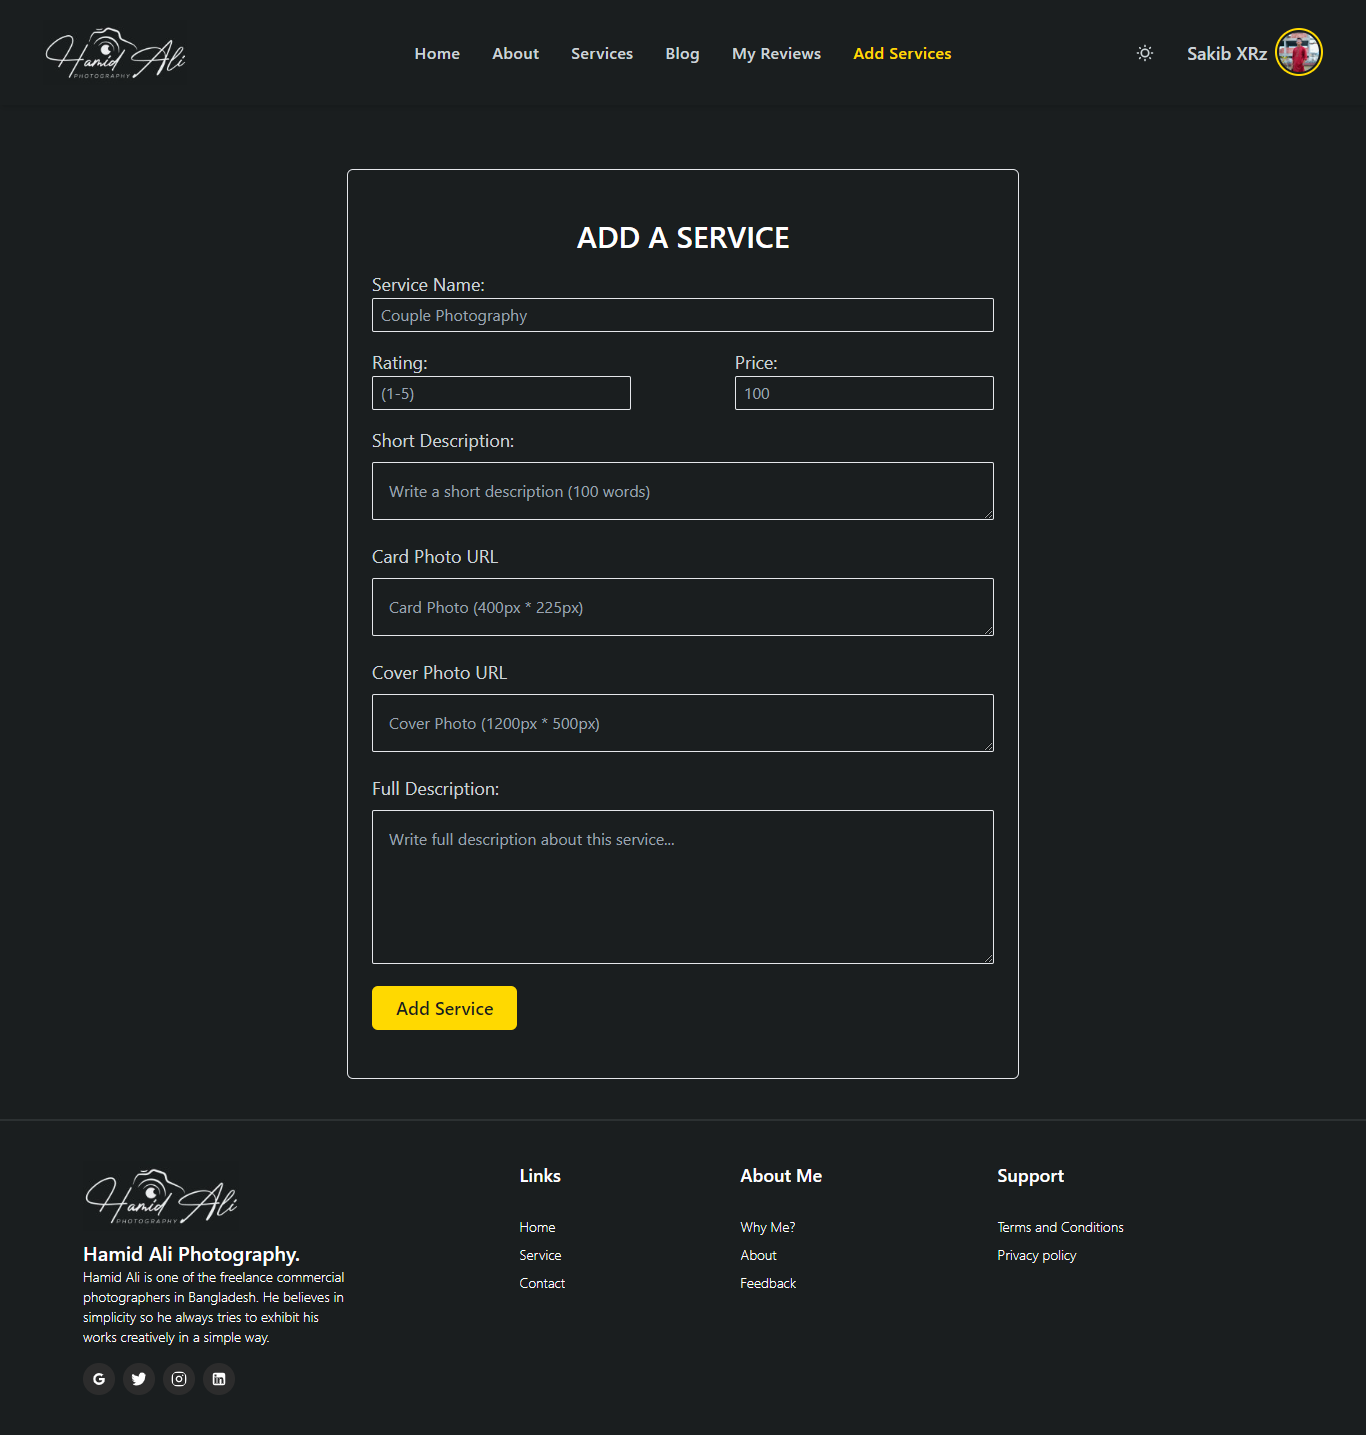 Hamid Ali
PHOTOGRAPHY
Home About Services Blog My Reviews Add Services
Sakib XRz
ADD A SERVICE
Service Name:
Couple Photography
Rating: Price:
(1-5) 100
Short Description:
Write a short description (100 words)
Card Photo URL
Card Photo (400px * 225px)
Cover Photo URL
Cover Photo (1200px * 500px)
Full Description:
Write full description about this service...
Add Service
Hamid Ali
PHOTOGRAPHY
Hamid Ali Photography.
Hamid Ali is one of the freelance commercial
photographers in Bangladesh. He believes in
simplicity so he always tries to exhibit his
works creatively in a simple way.
Links
Home
Service
Contact
About Me
Why Me?
About
Feedback
Support
Terms and Conditions
Privacy policy